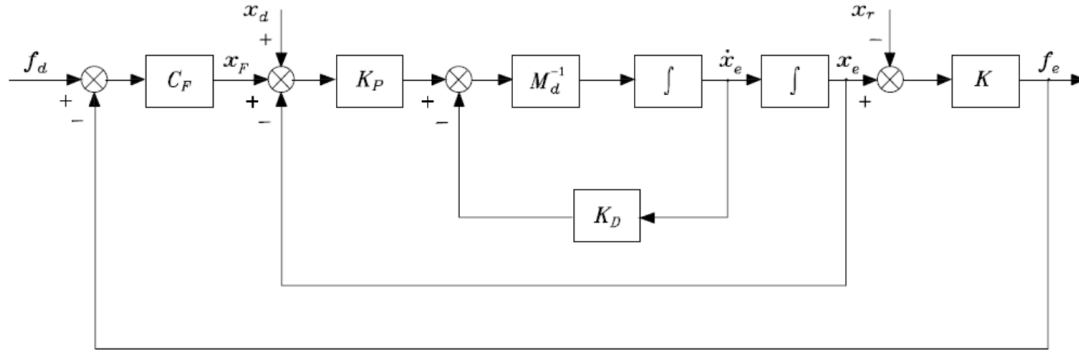 x_d
+
x_r
−
f_d
+
−
C_F
x_F
+
−
K_P
+
−
M_d^{-1}
∫
ẋ_e
∫
x_e
+
K
f_e
K_D